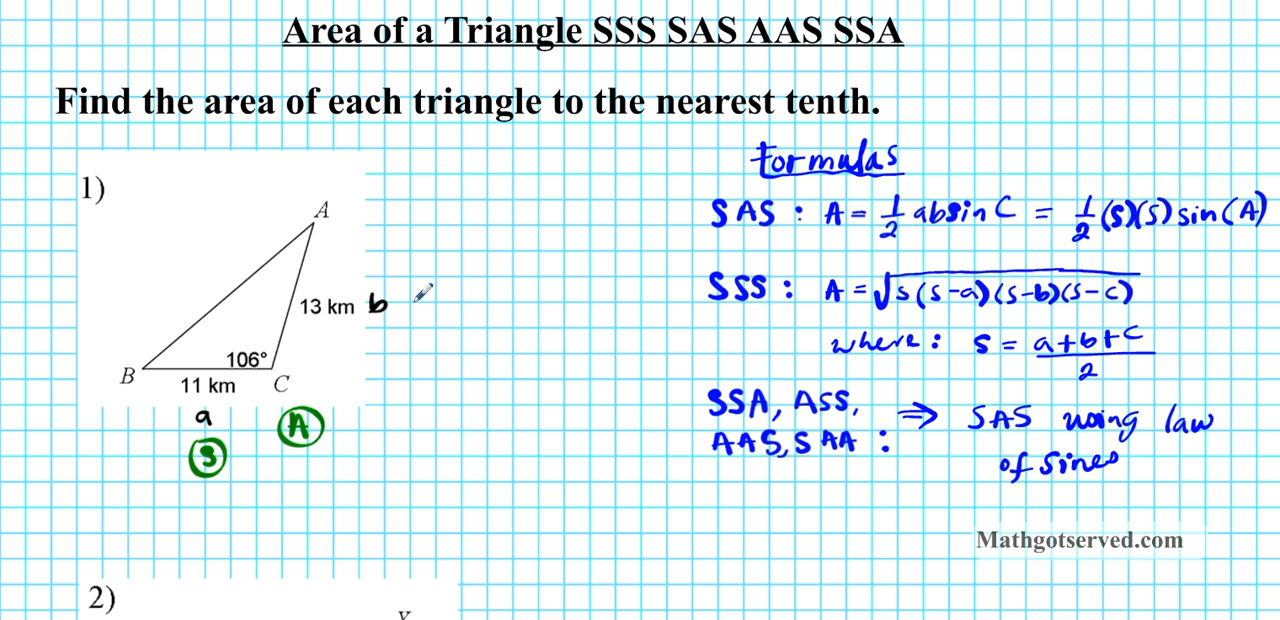 Area of a Triangle SSS SAS AAS SSA
Find the area of each triangle to the nearest tenth.
1)
A
13 km b
106°
B
11 km C
a
A
S
formulas
SAS : A = 1/2 ab sin C = 1/2 (S)(S) sin(A)
SSS : A = √s(s-a)(s-b)(s-c)
where : s = a+b+c/2
SSA, ASS, ⇒ SAS using law
AAS, SAA : of sines
Mathgotserved.com
2)